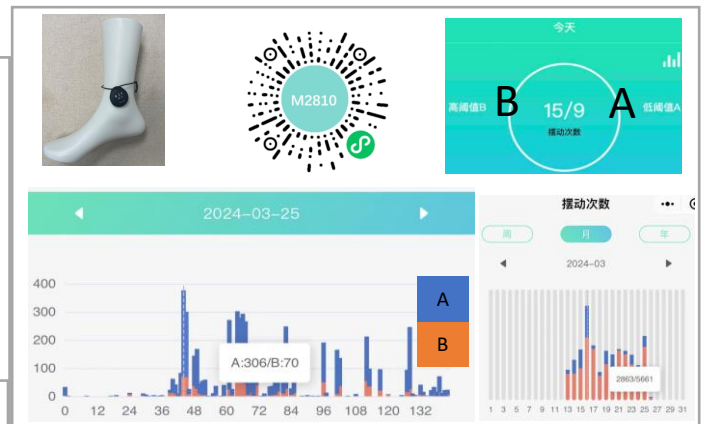 M2810
今天
高阈值B
B
15/9
A
低阈值A
摆动次数
2024-03-25
400
300
200
100
0
A:306/B:70
A
B
0 12 24 36 48 60 72 84 96 108 120 132
摆动次数
周 月 年
2024-03
2863/5661
1 3 5 7 9 11 13 15 17 19 21 23 25 27 29 31